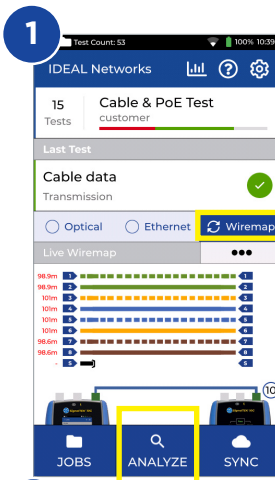 1
Test Count: 53
100% 10:39
IDEAL Networks
15
Tests
Cable & PoE Test
customer
Last Test
Cable data
Transmission
Optical
Ethernet
Wiremap
Live Wiremap
98.9m 1 1
98.9m 2 2
101m 3 3
101m 4 4
101m 5 5
101m 6 6
98.6m 7 7
98.6m 8 8
- S S
10
JOBS
ANALYZE
SYNC